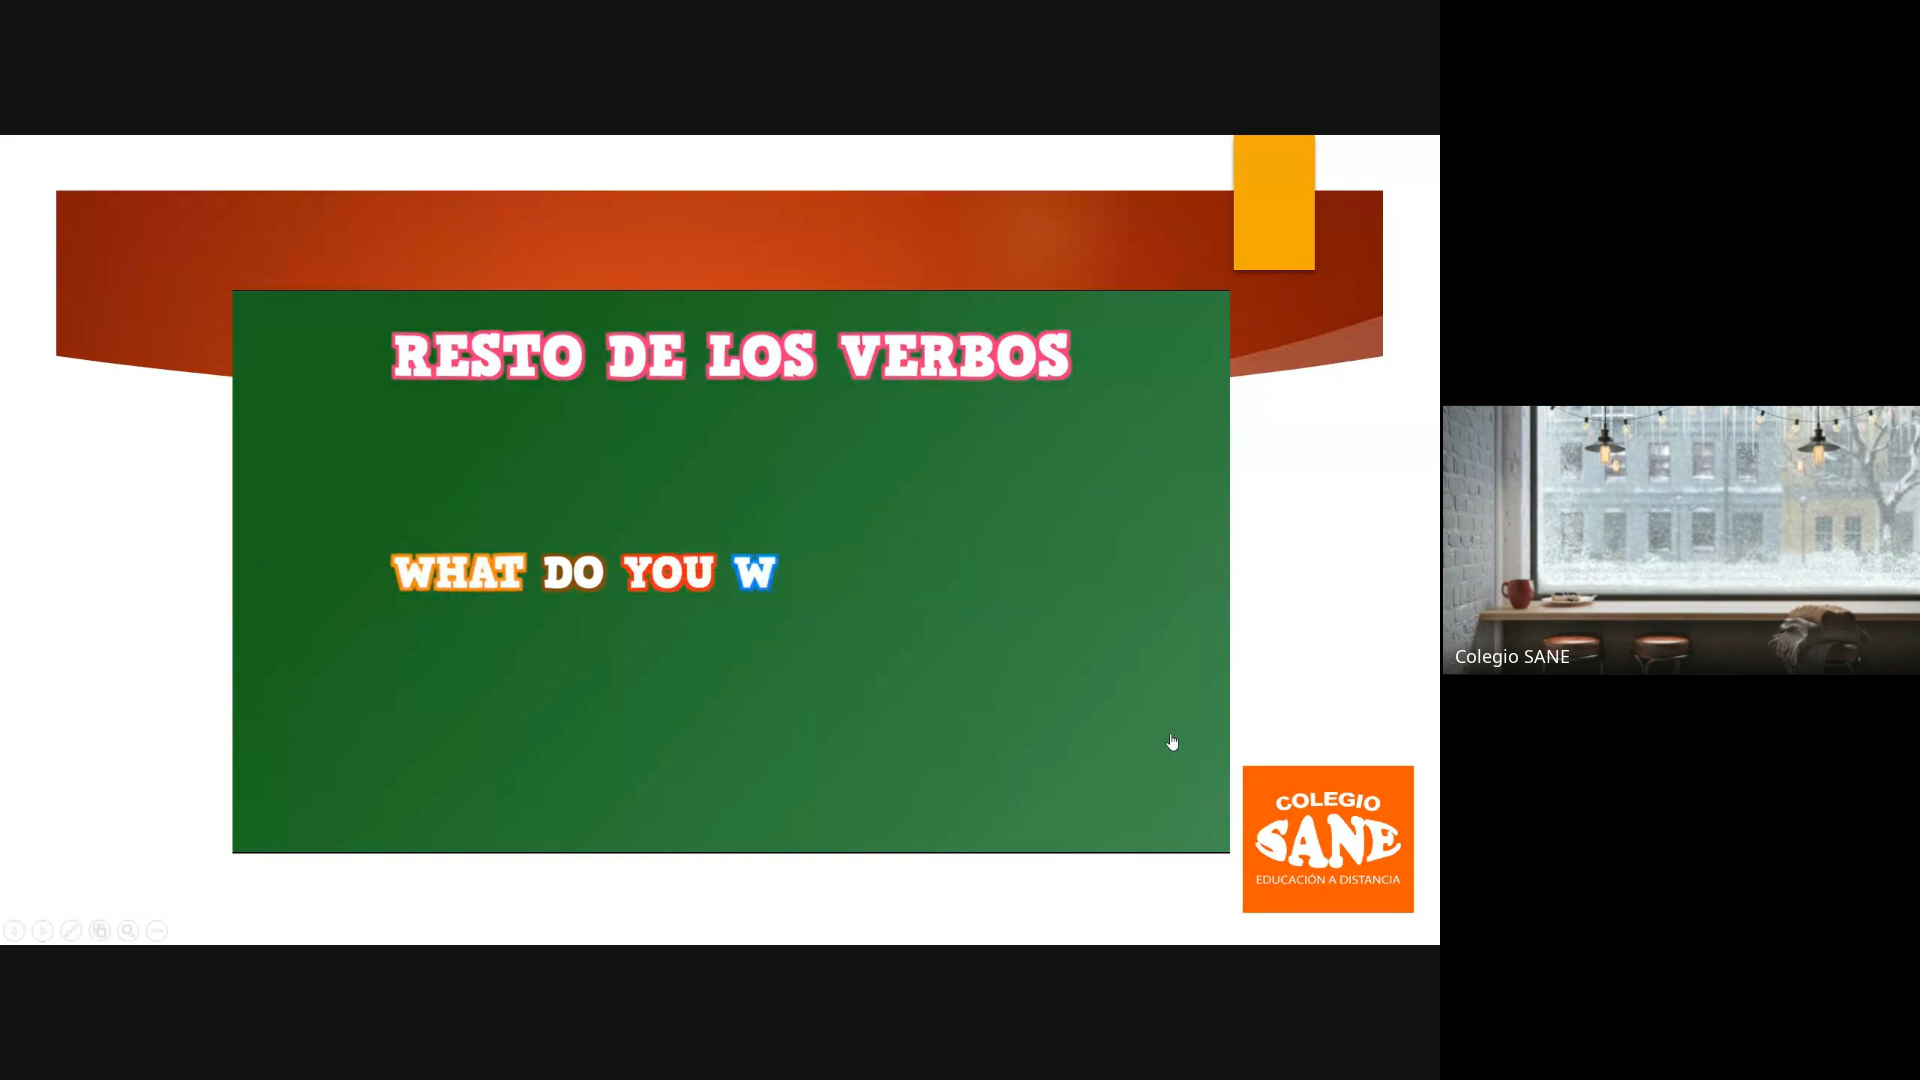 RESTO DE LOS VERBOS
WHAT DO YOU W
COLEGIO
SANE
EDUCACIÓN A DISTANCIA
Colegio SANE